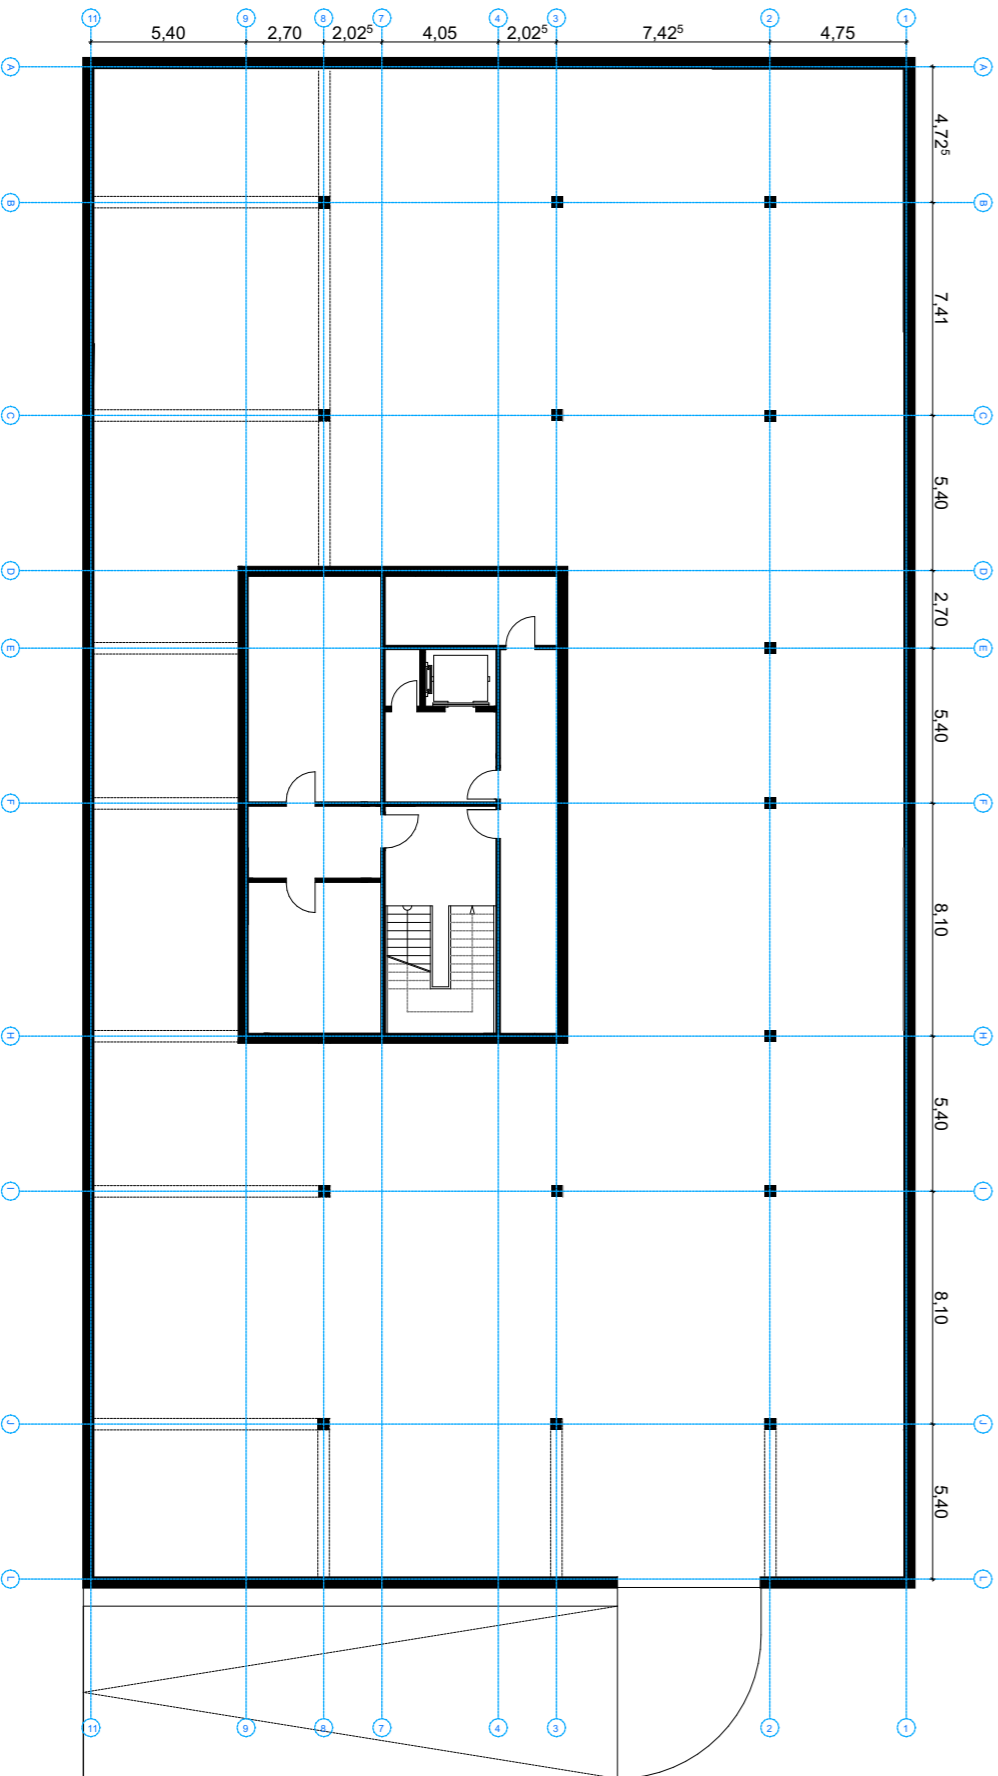 11 9 8 7 4 3 2 1
5,40 2,70 2,02⁵ 4,05 2,02⁵ 7,42⁵ 4,75
A A
4,72⁵
B B
7,41
C C
5,40
D D
2,70
E E
5,40
F F
8,10
H H
5,40
I I
8,10
J J
5,40
L L
11 9 8 7 4 3 2 1